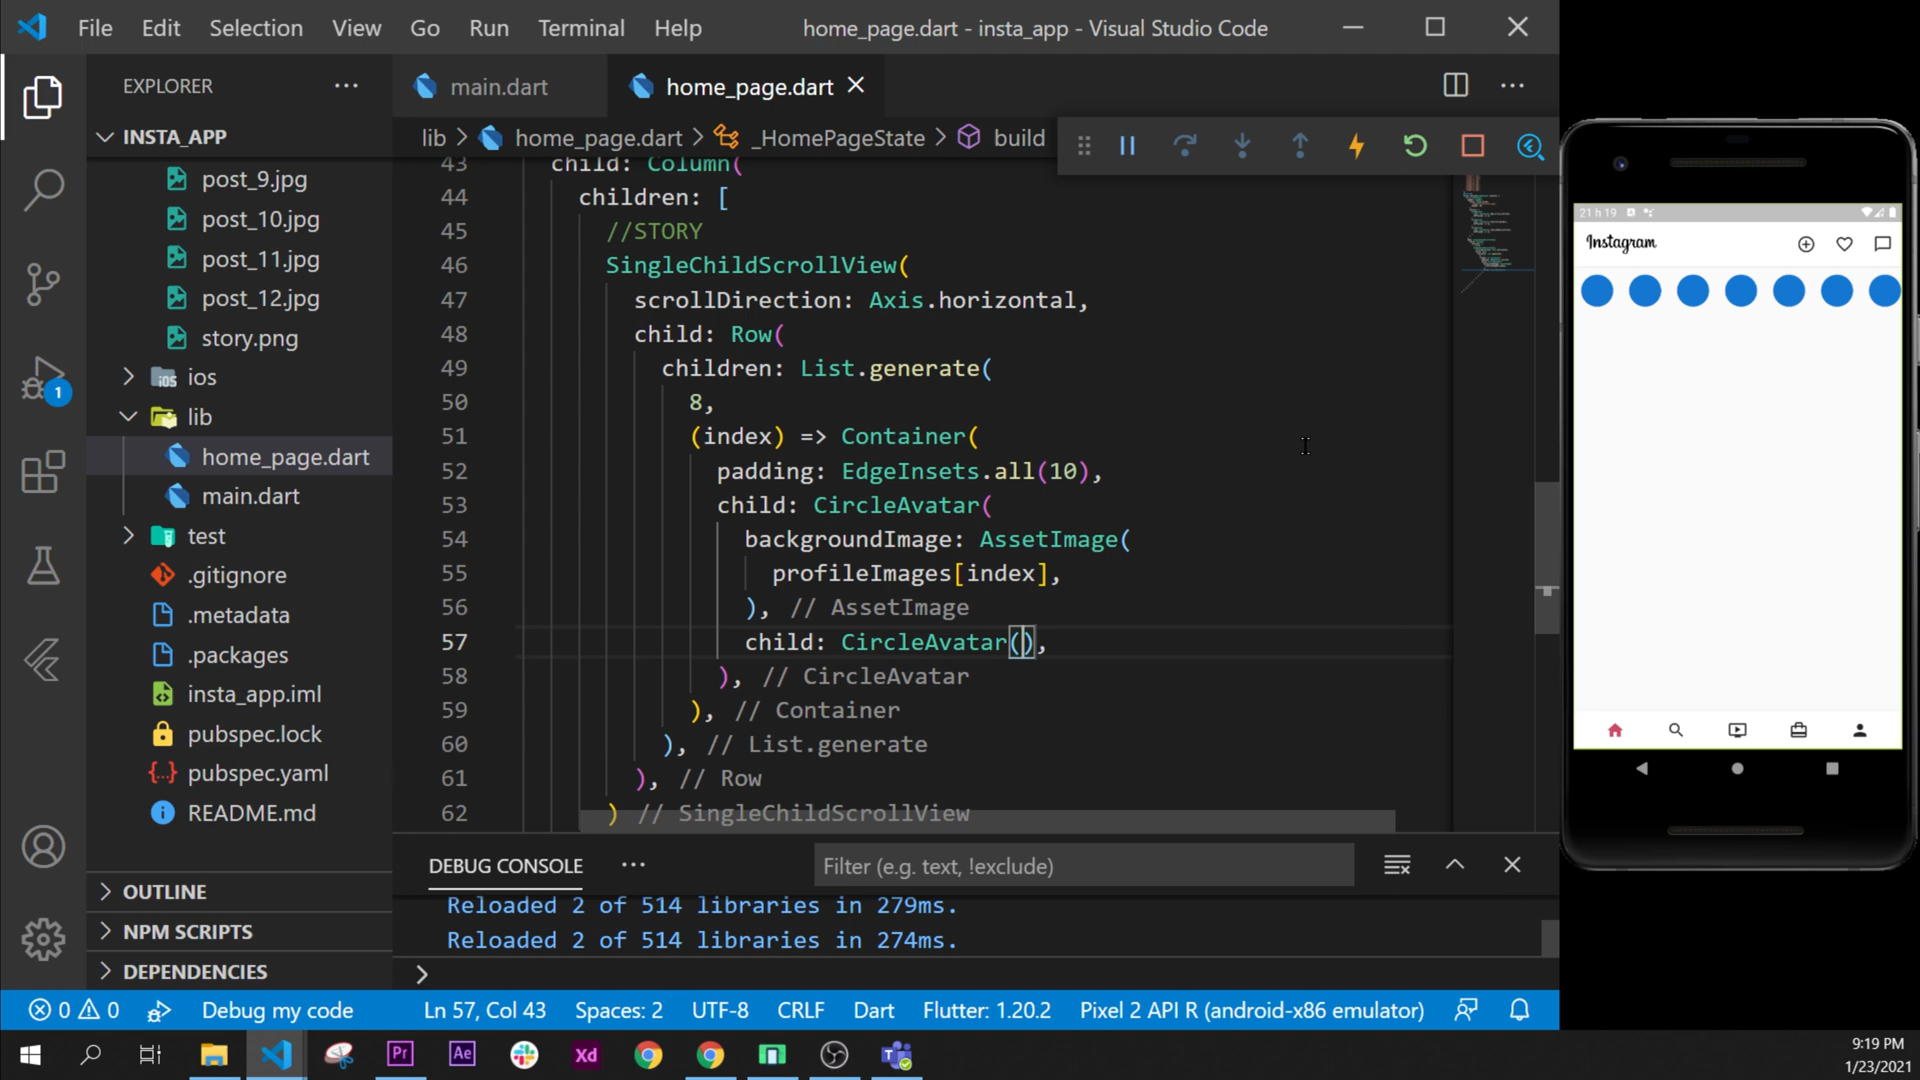 File Edit Selection View Go Run Terminal Help home_page.dart - insta_app - Visual Studio Code
EXPLORER
main.dart
home_page.dart
INSTA_APP
lib > home_page.dart > _HomePageState > build
post_9.jpg
post_10.jpg
post_11.jpg
post_12.jpg
story.png
ios
lib
home_page.dart
main.dart
test
.gitignore
.metadata
.packages
insta_app.iml
pubspec.lock
pubspec.yaml
README.md
OUTLINE
NPM SCRIPTS
DEPENDENCIES
1
43 child: Column(
44 children: [
45 //STORY
46 SingleChildScrollView(
47 scrollDirection: Axis.horizontal,
48 child: Row(
49 children: List.generate(
50 8,
51 (index) => Container(
52 padding: EdgeInsets.all(10),
53 child: CircleAvatar(
54 backgroundImage: AssetImage(
55 profileImages[index],
56 ), // AssetImage
57 child: CircleAvatar(),
58 ), // CircleAvatar
59 ), // Container
60 ), // List.generate
61 ), // Row
62 ) // SingleChildScrollView
DEBUG CONSOLE
Filter (e.g. text, !exclude)
Reloaded 2 of 514 libraries in 279ms.
Reloaded 2 of 514 libraries in 274ms.
0 0 Debug my code Ln 57, Col 43 Spaces: 2 UTF-8 CRLF Dart Flutter: 1.20.2 Pixel 2 API R (android-x86 emulator)
21 h 19
Instagram
Pr
Ae
Xd
9:19 PM
1/23/2021